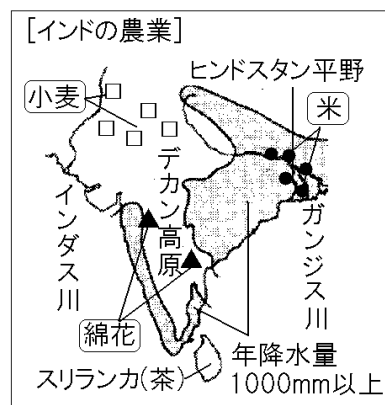 [インドの農業]
ヒンドスタン平野
小麦
米
デカン高原
インダス川
ガンジス川
綿花
年降水量
1000mm以上
スリランカ(茶)